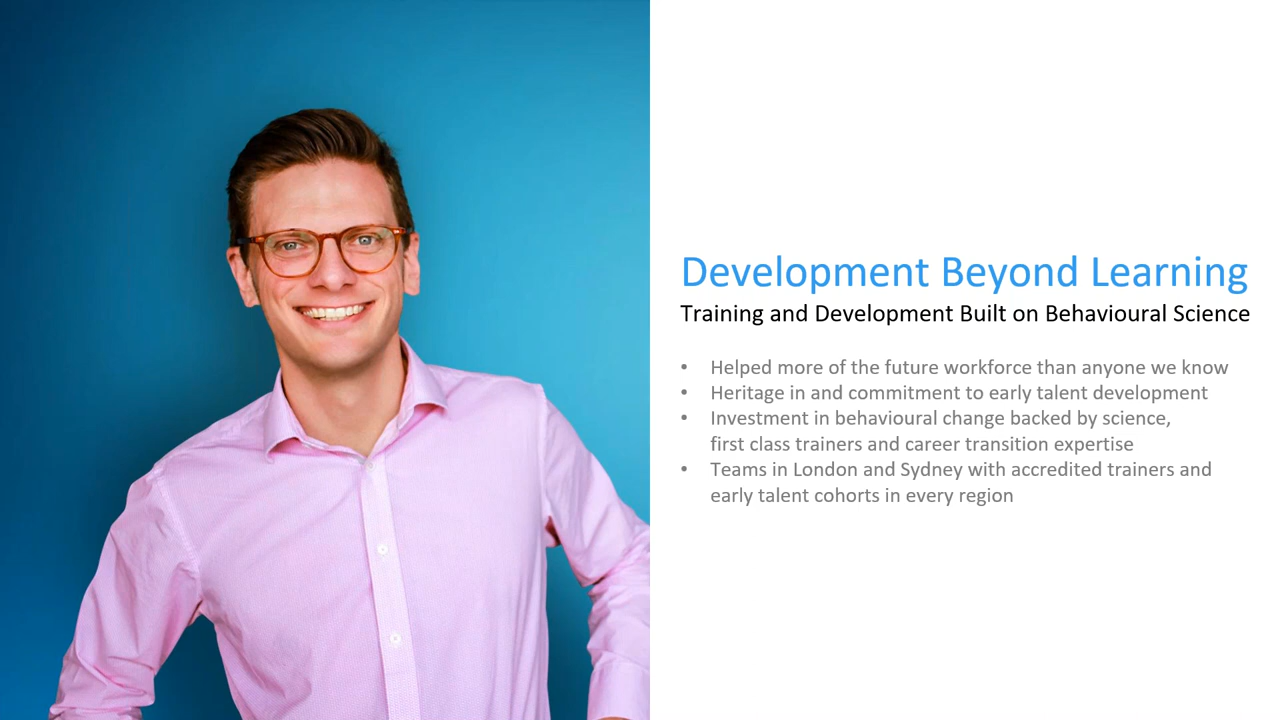 Development Beyond Learning
Training and Development Built on Behavioural Science
• Helped more of the future workforce than anyone we know
• Heritage in and commitment to early talent development
• Investment in behavioural change backed by science,
first class trainers and career transition expertise
• Teams in London and Sydney with accredited trainers and
early talent cohorts in every region